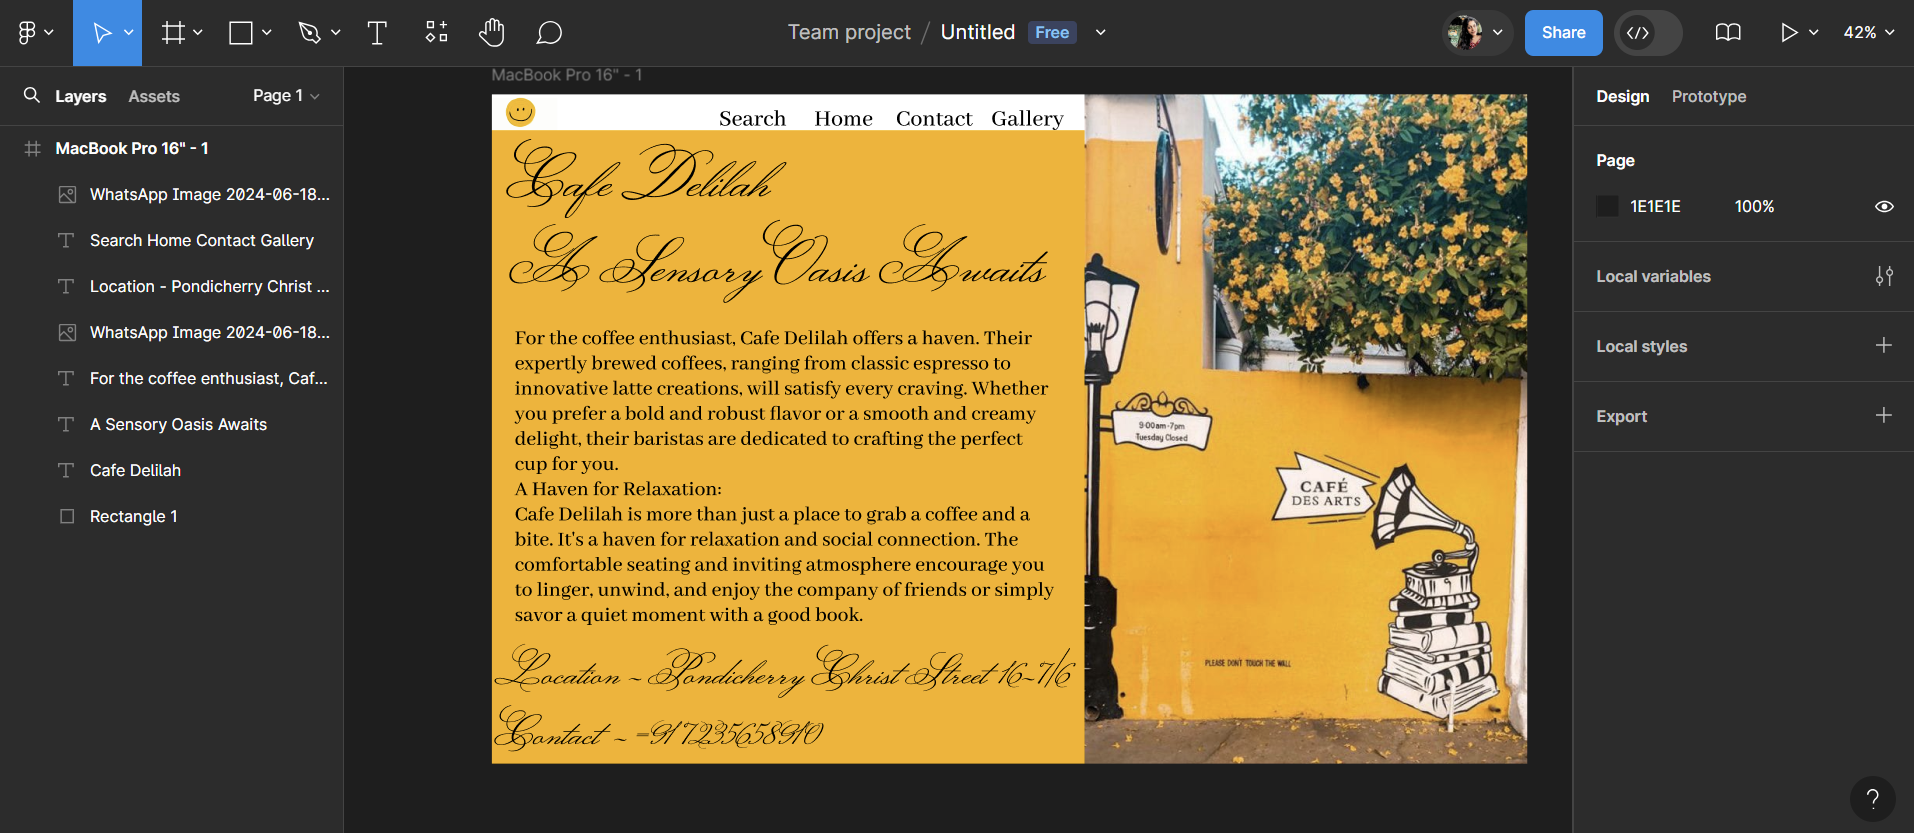 Team project / Untitled Free
Share
42%
Layers Assets Page 1
MacBook Pro 16" - 1
WhatsApp Image 2024-06-18...
Search Home Contact Gallery
Location - Pondicherry Christ ...
WhatsApp Image 2024-06-18...
For the coffee enthusiast, Caf...
A Sensory Oasis Awaits
Cafe Delilah
Rectangle 1
MacBook Pro 16" - 1
Search Home Contact Gallery
Cafe Delilah
A Sensory Oasis Awaits
For the coffee enthusiast, Cafe Delilah offers a haven. Their
expertly brewed coffees, ranging from classic espresso to
innovative latte creations, will satisfy every craving. Whether
you prefer a bold and robust flavor or a smooth and creamy
delight, their baristas are dedicated to crafting the perfect
cup for you.
A Haven for Relaxation:
Cafe Delilah is more than just a place to grab a coffee and a
bite. It's a haven for relaxation and social connection. The
comfortable seating and inviting atmosphere encourage you
to linger, unwind, and enjoy the company of friends or simply
savor a quiet moment with a good book.
Location - Pondicherry Christ Street 16-7/6
Contact - +917235658910
9:00am-7pm
Tuesday Closed
CAFÉ
DES ARTS
PLEASE DONT TOUCH THE WALL
Design Prototype
Page
1E1E1E 100%
Local variables
Local styles
Export
?